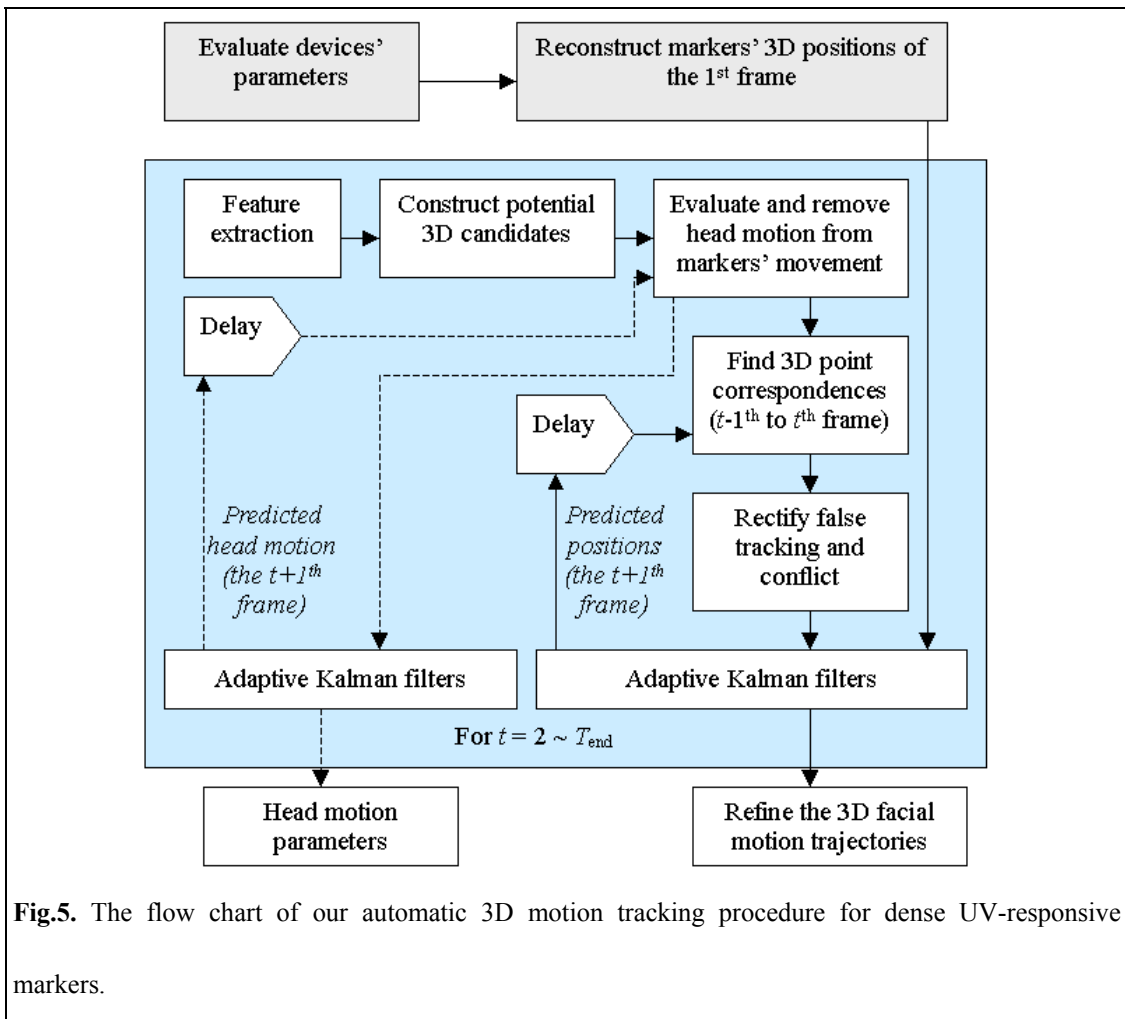 Evaluate devices’
parameters
Reconstruct markers’ 3D positions of
the 1st frame
Feature
extraction
Construct potential
3D candidates
Evaluate and remove
head motion from
markers’ movement
Delay
Find 3D point
correspondences
(t-1th to tth frame)
Delay
Predicted
head motion
(the t+1th
frame)
Predicted
positions
(the t+1th
frame)
Rectify false
tracking and
conflict
Adaptive Kalman filters
Adaptive Kalman filters
For t = 2 ~ Tend
Head motion
parameters
Refine the 3D facial
motion trajectories
Fig.5. The flow chart of our automatic 3D motion tracking procedure for dense UV-responsive
markers.